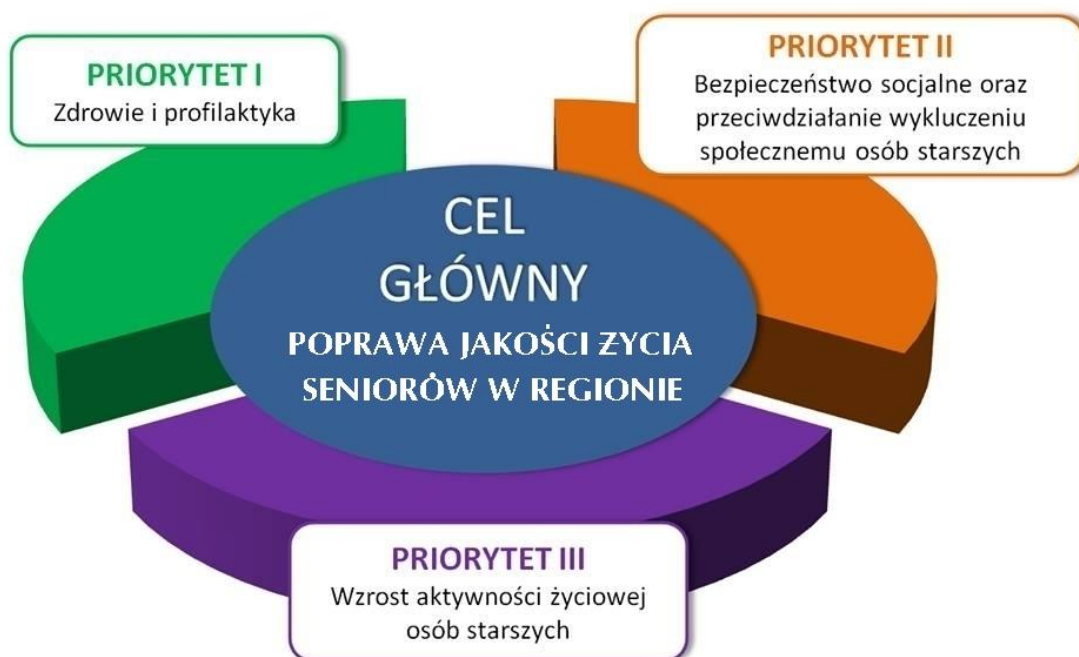 PRIORYTET I
Zdrowie i profilaktyka
PRIORYTET II
Bezpieczeństwo socjalne oraz
przeciwdziałanie wykluczeniu
społecznemu osób starszych
CEL
GŁÓWNY
POPRAWA JAKOŚCI ŻYCIA
SENIORÓW W REGIONIE
PRIORYTET III
Wzrost aktywności życiowej
osób starszych